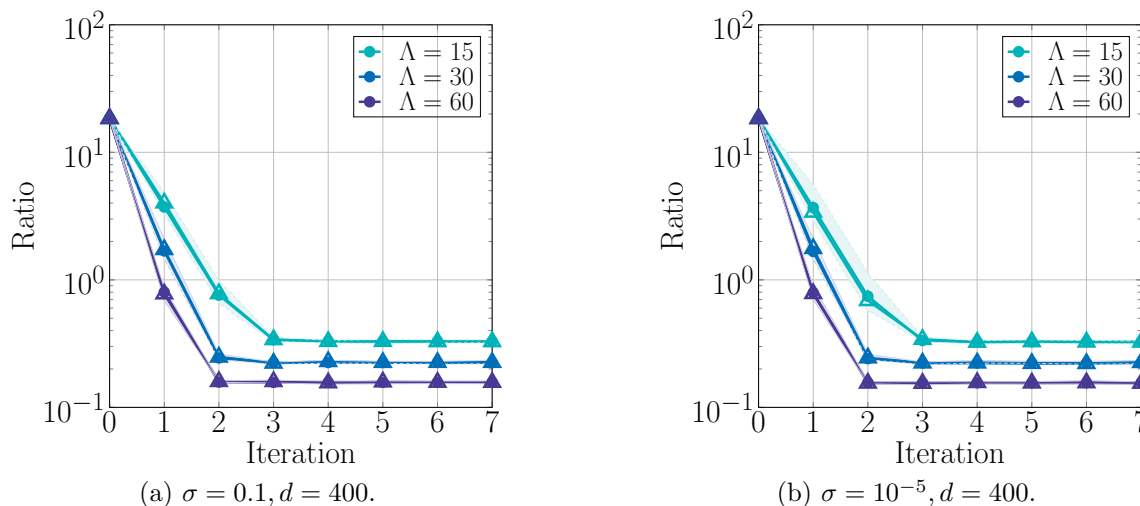 10^2
10^1
10^0
10^{-1}
Ratio
Λ = 15
Λ = 30
Λ = 60
0 1 2 3 4 5 6 7
Iteration
(a) σ = 0.1, d = 400.
10^2
10^1
10^0
10^{-1}
Ratio
Λ = 15
Λ = 30
Λ = 60
0 1 2 3 4 5 6 7
Iteration
(b) σ = 10^{-5}, d = 400.